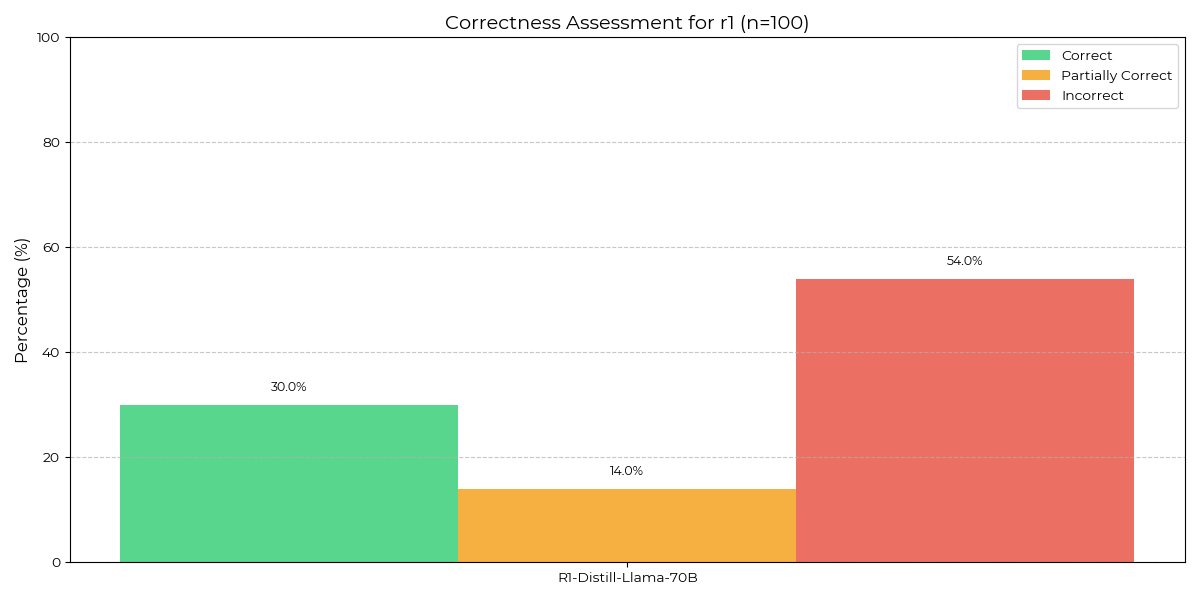 Correctness Assessment for r1 (n=100)
Correct
Partially Correct
Incorrect
Percentage (%)
100
80
60
40
20
0
30.0%
14.0%
54.0%
R1-Distill-Llama-70B